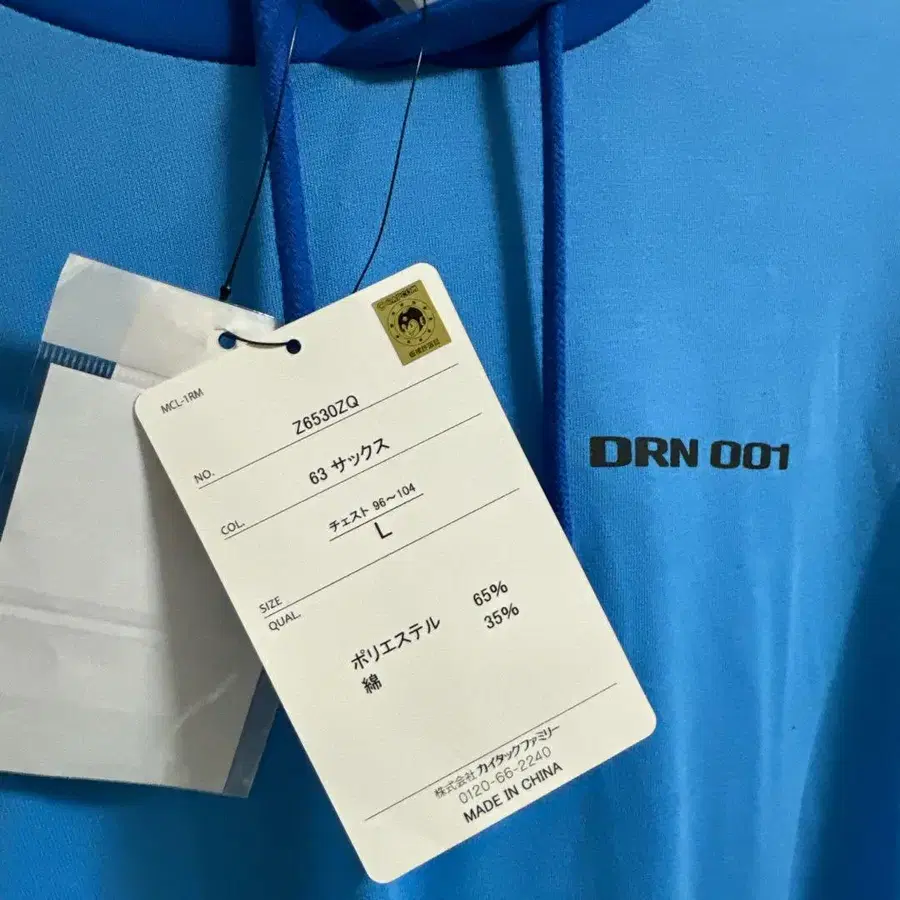 CAPCOM
MCL-1RM
NO. Z6530ZQ
COL. 63 サックス
チェスト 96〜104
SIZE L
QUAL.
ポリエステル 65%
綿 35%
株式会社カイタックファミリー
0120-66-2240
MADE IN CHINA
DRN 001